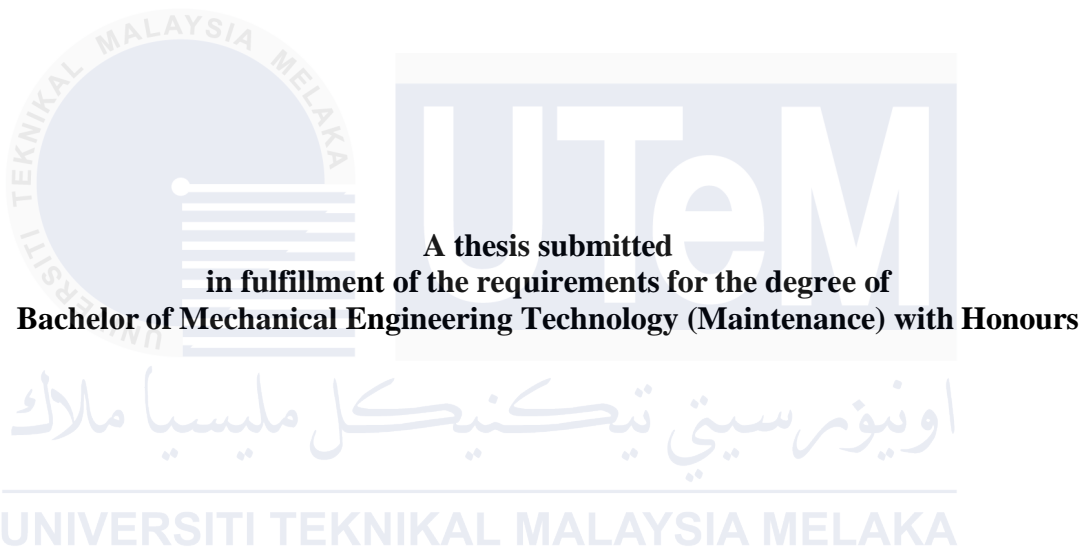 UNIVERSITI TEKNIKAL MALAYSIA MELAKA
UTeM
A thesis submitted
in fulfillment of the requirements for the degree of
Bachelor of Mechanical Engineering Technology (Maintenance) with Honours
اونيۏرسيتي تيكنيكل مليسيا ملاك
UNIVERSITI TEKNIKAL MALAYSIA MELAKA